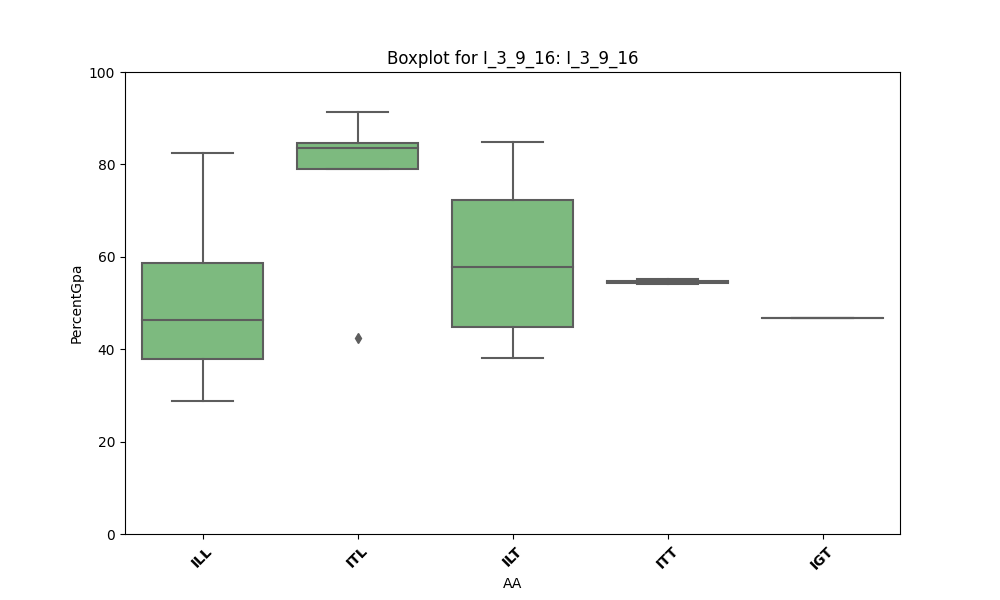 Boxplot for I_3_9_16: I_3_9_16
100
80
60
40
20
0
PercentGpa
ILL
ITL
ILT
ITT
IGT
AA